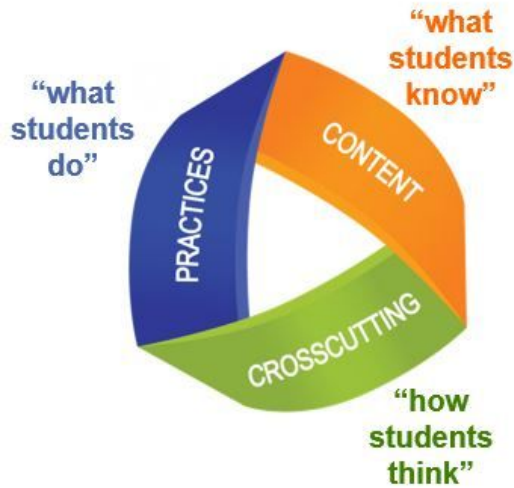 “what
students
do”
PRACTICES
“what
students
know”
CONTENT
CROSSCUTTING
“how
students
think”